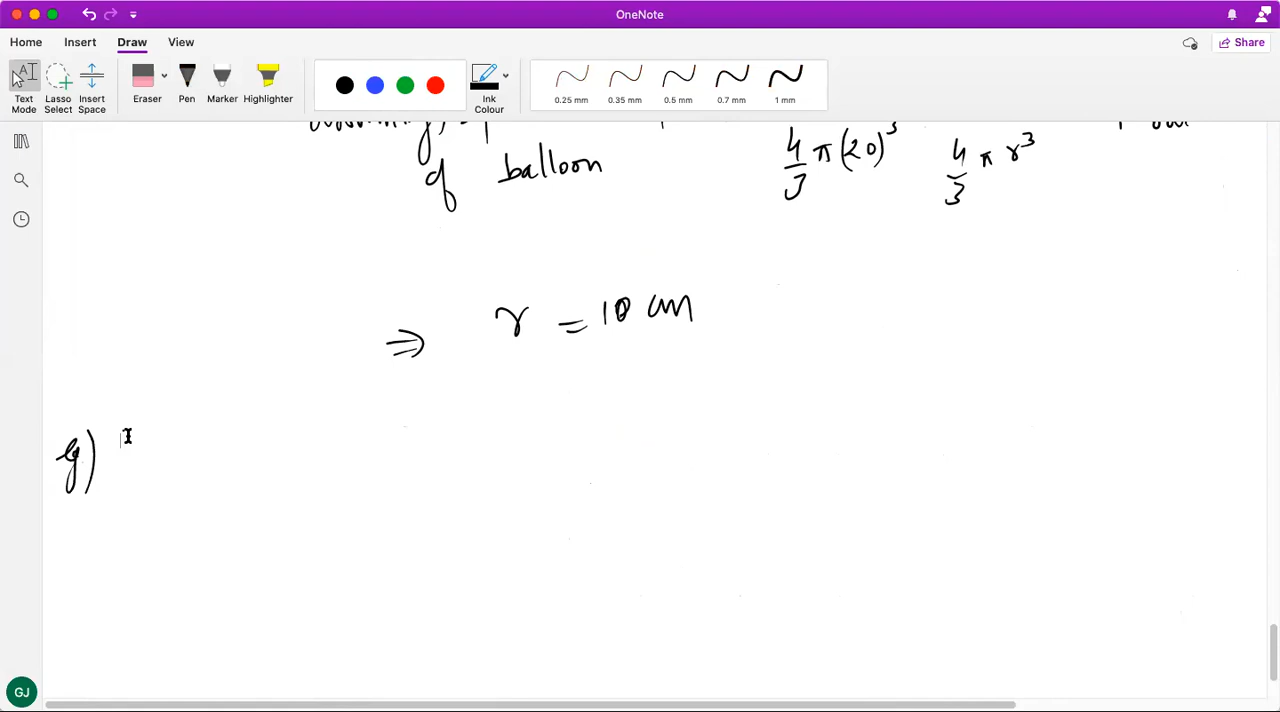 OneNote
Home Insert Draw View
Share
Text Mode
Lasso Select
Insert Space
Eraser
Pen
Marker
Highlighter
Ink Colour
0.25 mm
0.35 mm
0.5 mm
0.7 mm
1 mm
of balloon
4/3 π (20)³ 4/3 π r³
⇒ r = 10 cm
g)
GJ